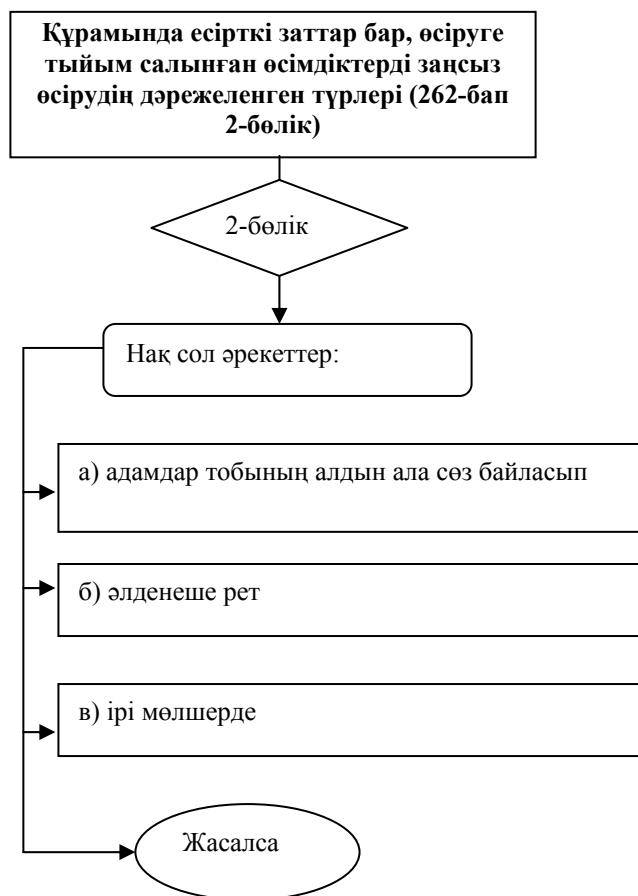 Құрамында есірткі заттар бар, өсіруге
тыйым салынған өсімдіктерді заңсыз
өсірудің дәрежеленген түрлері (262-бап
2-бөлік)
2-бөлік
Нақ сол әрекеттер:
а) адамдар тобының алдын ала сөз байласып
б) әлденеше рет
в) ірі мөлшерде
Жасалса